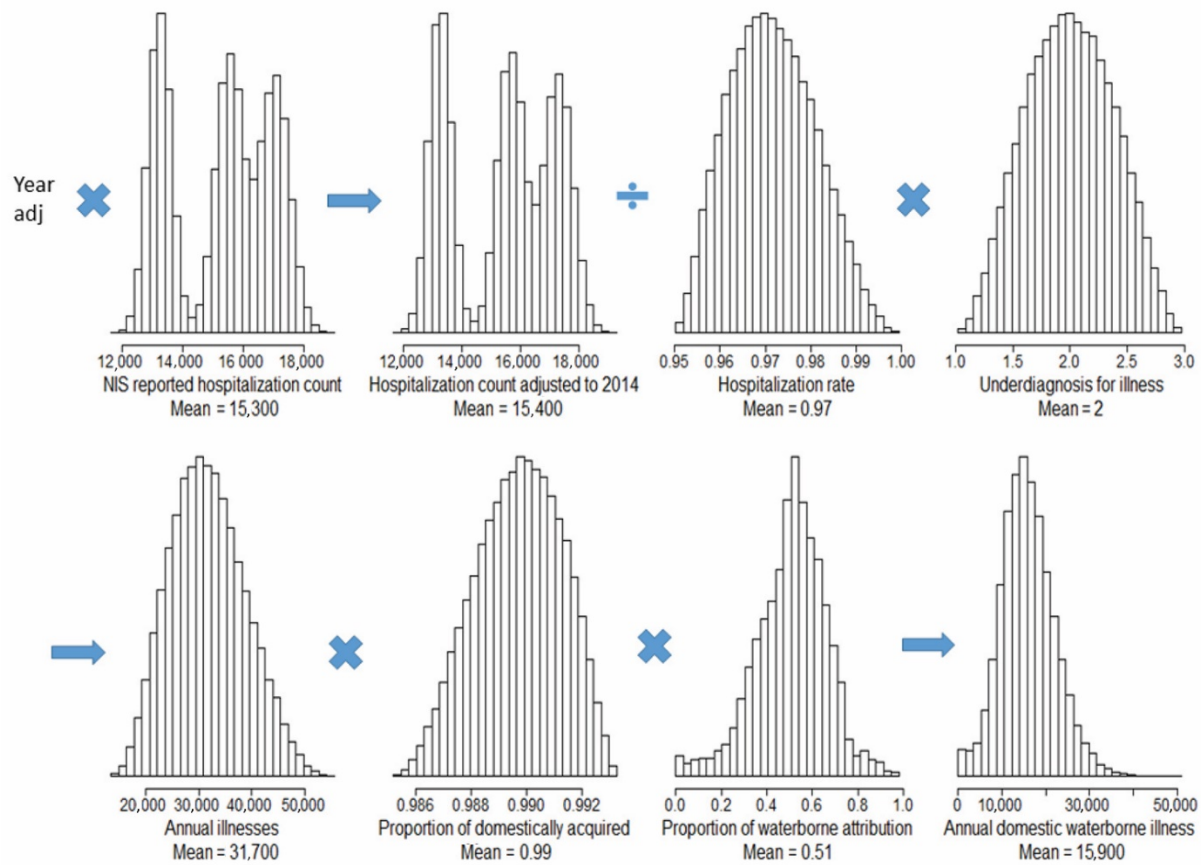 Year
adj
12,000 14,000 16,000 18,000
NIS reported hospitalization count
Mean = 15,300
12,000 14,000 16,000 18,000
Hospitalization count adjusted to 2014
Mean = 15,400
0.95 0.96 0.97 0.98 0.99 1.00
Hospitalization rate
Mean = 0.97
1.0 1.5 2.0 2.5 3.0
Underdiagnosis for illness
Mean = 2
20,000 30,000 40,000 50,000
Annual illnesses
Mean = 31,700
0.986 0.988 0.990 0.992
Proportion of domestically acquired
Mean = 0.99
0.0 0.2 0.4 0.6 0.8 1.0
Proportion of waterborne attribution
Mean = 0.51
0 10,000 30,000 50,000
Annual domestic waterborne illness
Mean = 15,900